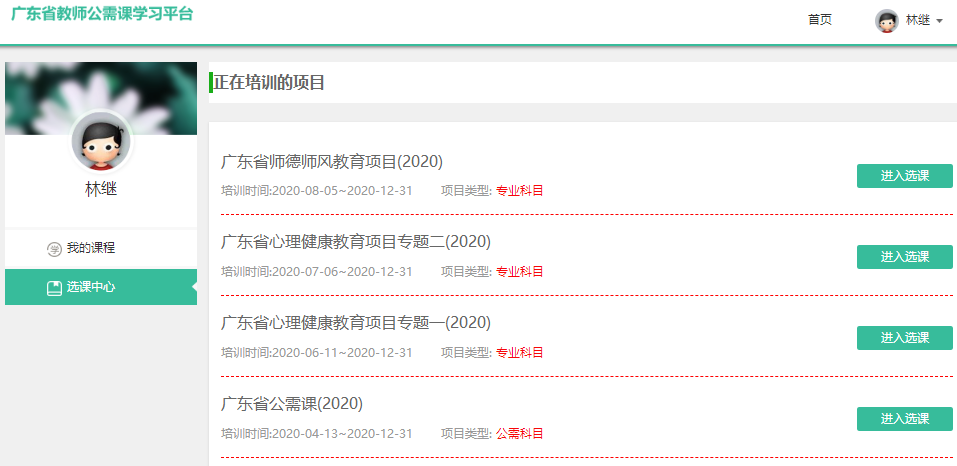 广东省教师公需课学习平台
首页
林继
林继
学 我的课程
选课中心
正在培训的项目
广东省师德师风教育项目(2020)
培训时间:2020-08-05~2020-12-31 项目类型: 专业科目
进入选课
广东省心理健康教育项目专题二(2020)
培训时间:2020-07-06~2020-12-31 项目类型: 专业科目
进入选课
广东省心理健康教育项目专题一(2020)
培训时间:2020-06-11~2020-12-31 项目类型: 专业科目
进入选课
广东省公需课(2020)
培训时间:2020-04-13~2020-12-31 项目类型: 公需科目
进入选课